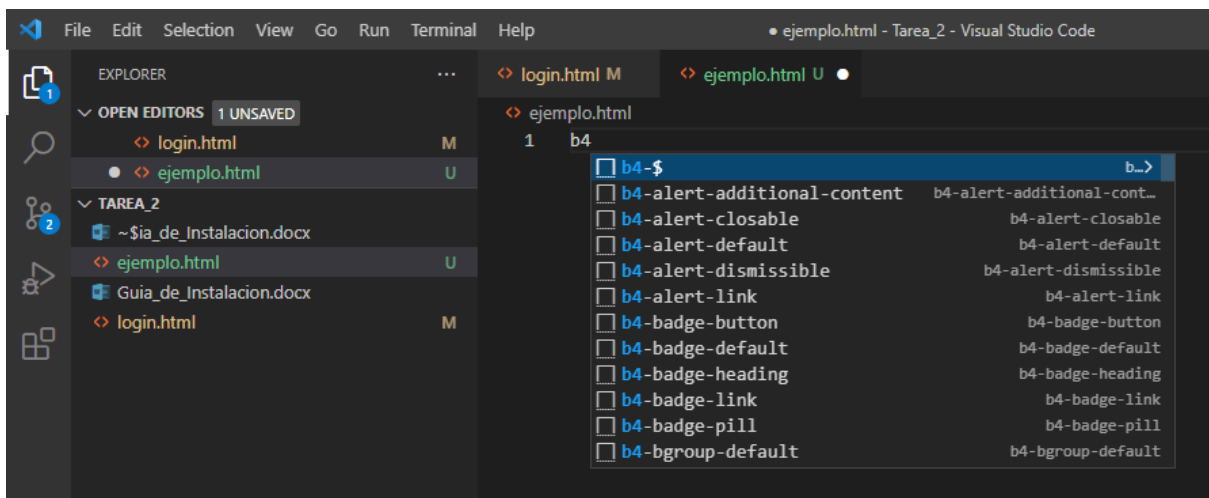 File Edit Selection View Go Run Terminal Help ● ejemplo.html - Tarea_2 - Visual Studio Code
EXPLORER ...
OPEN EDITORS 1 UNSAVED
login.html M
● ejemplo.html U
TAREA_2
~$ia_de_Instalacion.docx
ejemplo.html U
Guia_de_Instalacion.docx
login.html M
1
2
login.html M ejemplo.html U ●
ejemplo.html
1 b4
b4-$ b…>
b4-alert-additional-content b4-alert-additional-cont…
b4-alert-closable b4-alert-closable
b4-alert-default b4-alert-default
b4-alert-dismissible b4-alert-dismissible
b4-alert-link b4-alert-link
b4-badge-button b4-badge-button
b4-badge-default b4-badge-default
b4-badge-heading b4-badge-heading
b4-badge-link b4-badge-link
b4-badge-pill b4-badge-pill
b4-bgroup-default b4-bgroup-default